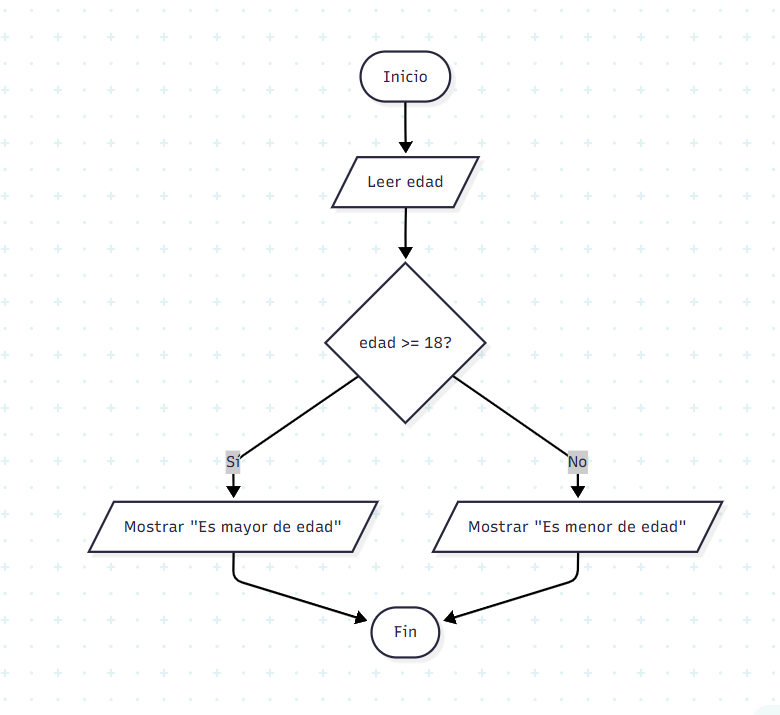 Inicio
Leer edad
edad >= 18?
Sí
No
Mostrar "Es mayor de edad"
Mostrar "Es menor de edad"
Fin